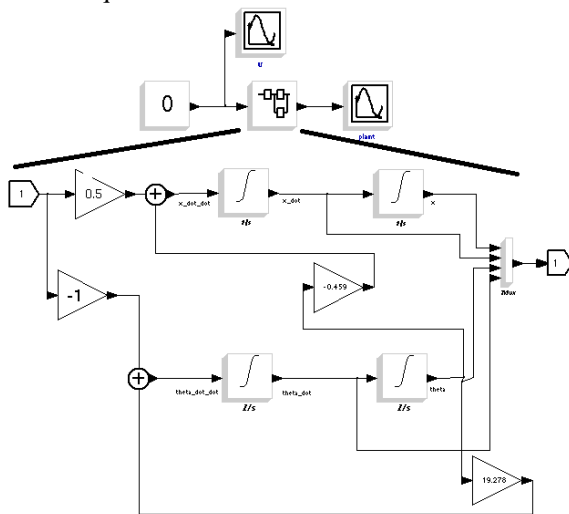 u
0
plant
1
0.5
x_dot_dot
1/s
x_dot
1/s
x
-1
-0.459
Mux
1
theta_dot_dot
1/s
theta_dot
1/s
theta
19.278